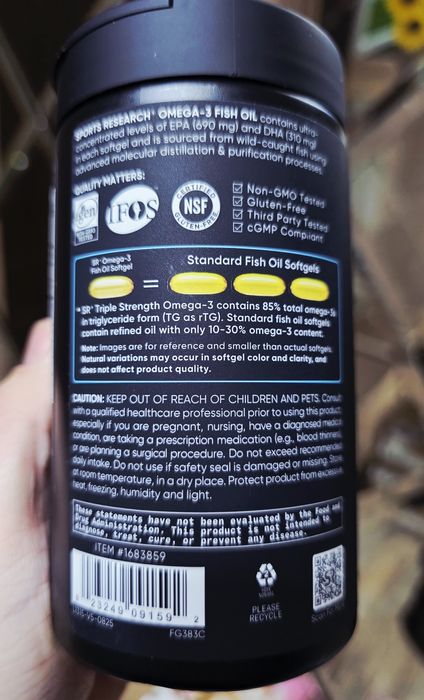 SPORTS RESEARCH® OMEGA-3 FISH OIL contains ultra-
concentrated levels of EPA (690 mg) and DHA (310 mg)
in each softgel and is sourced from wild-caught fish using
advanced molecular distillation & purification processes.
QUALITY MATTERS:
igen
NON-GMO
TESTED
IFOS™
CERTIFIED
NSF
GLUTEN-FREE
Non-GMO Tested
Gluten-Free
Third Party Tested
cGMP Compliant
SR® Omega-3
Fish Oil Softgel
=
Standard Fish Oil Softgels
SR® Triple Strength Omega-3 contains 85% total omega-3s
in triglyceride form (TG as rTG). Standard fish oil softgels
contain refined oil with only 10-30% omega-3 content.
Note: Images are for reference and smaller than actual softgels.
Natural variations may occur in softgel color and clarity, and
does not affect product quality.
CAUTION: KEEP OUT OF REACH OF CHILDREN AND PETS. Consult
with a qualified healthcare professional prior to using this product,
especially if you are pregnant, nursing, have a diagnosed medical
condition, are taking a prescription medication (e.g., blood thinners),
or are planning a surgical procedure. Do not exceed recommended
daily intake. Do not use if safety seal is damaged or missing. Store
at room temperature, in a dry place. Protect product from excessive
heat, freezing, humidity and light.
These statements have not been evaluated by the Food and
Drug Administration. This product is not intended to
diagnose, treat, cure, or prevent any disease.
ITEM #1683859
23249 09159 2
FG383C
PLEASE
RECYCLE